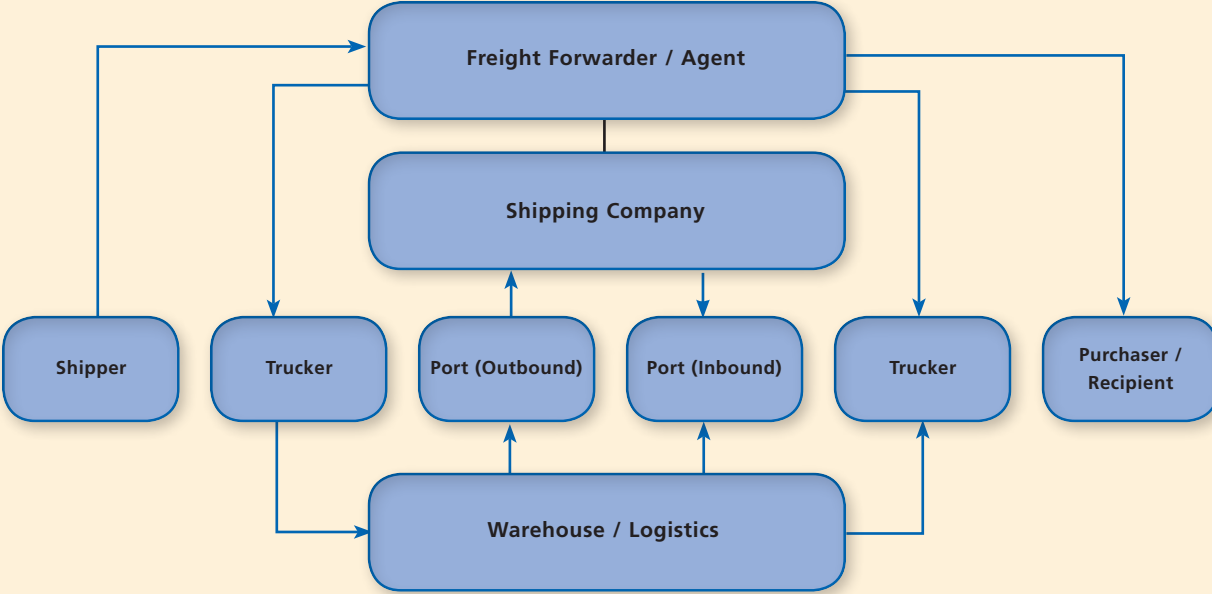 Freight Forwarder / Agent
Shipping Company
Shipper
Trucker
Port (Outbound)
Port (Inbound)
Trucker
Purchaser /
Recipient
Warehouse / Logistics